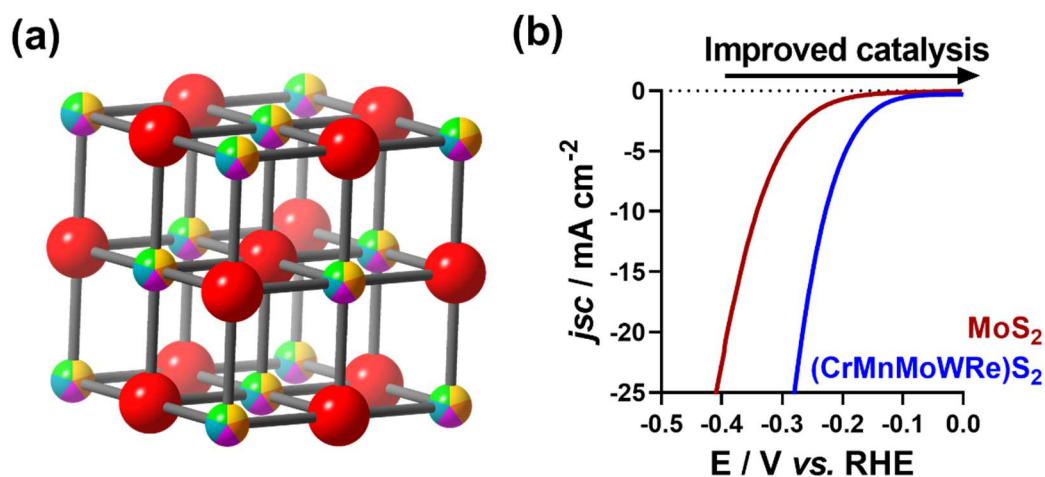 (a)
(b)
Improved catalysis
0
-5
-10
-15
-20
-25
jsc / mA cm⁻²
MoS₂
(CrMnMoWRe)S₂
-0.5 -0.4 -0.3 -0.2 -0.1 0.0
E / V vs. RHE